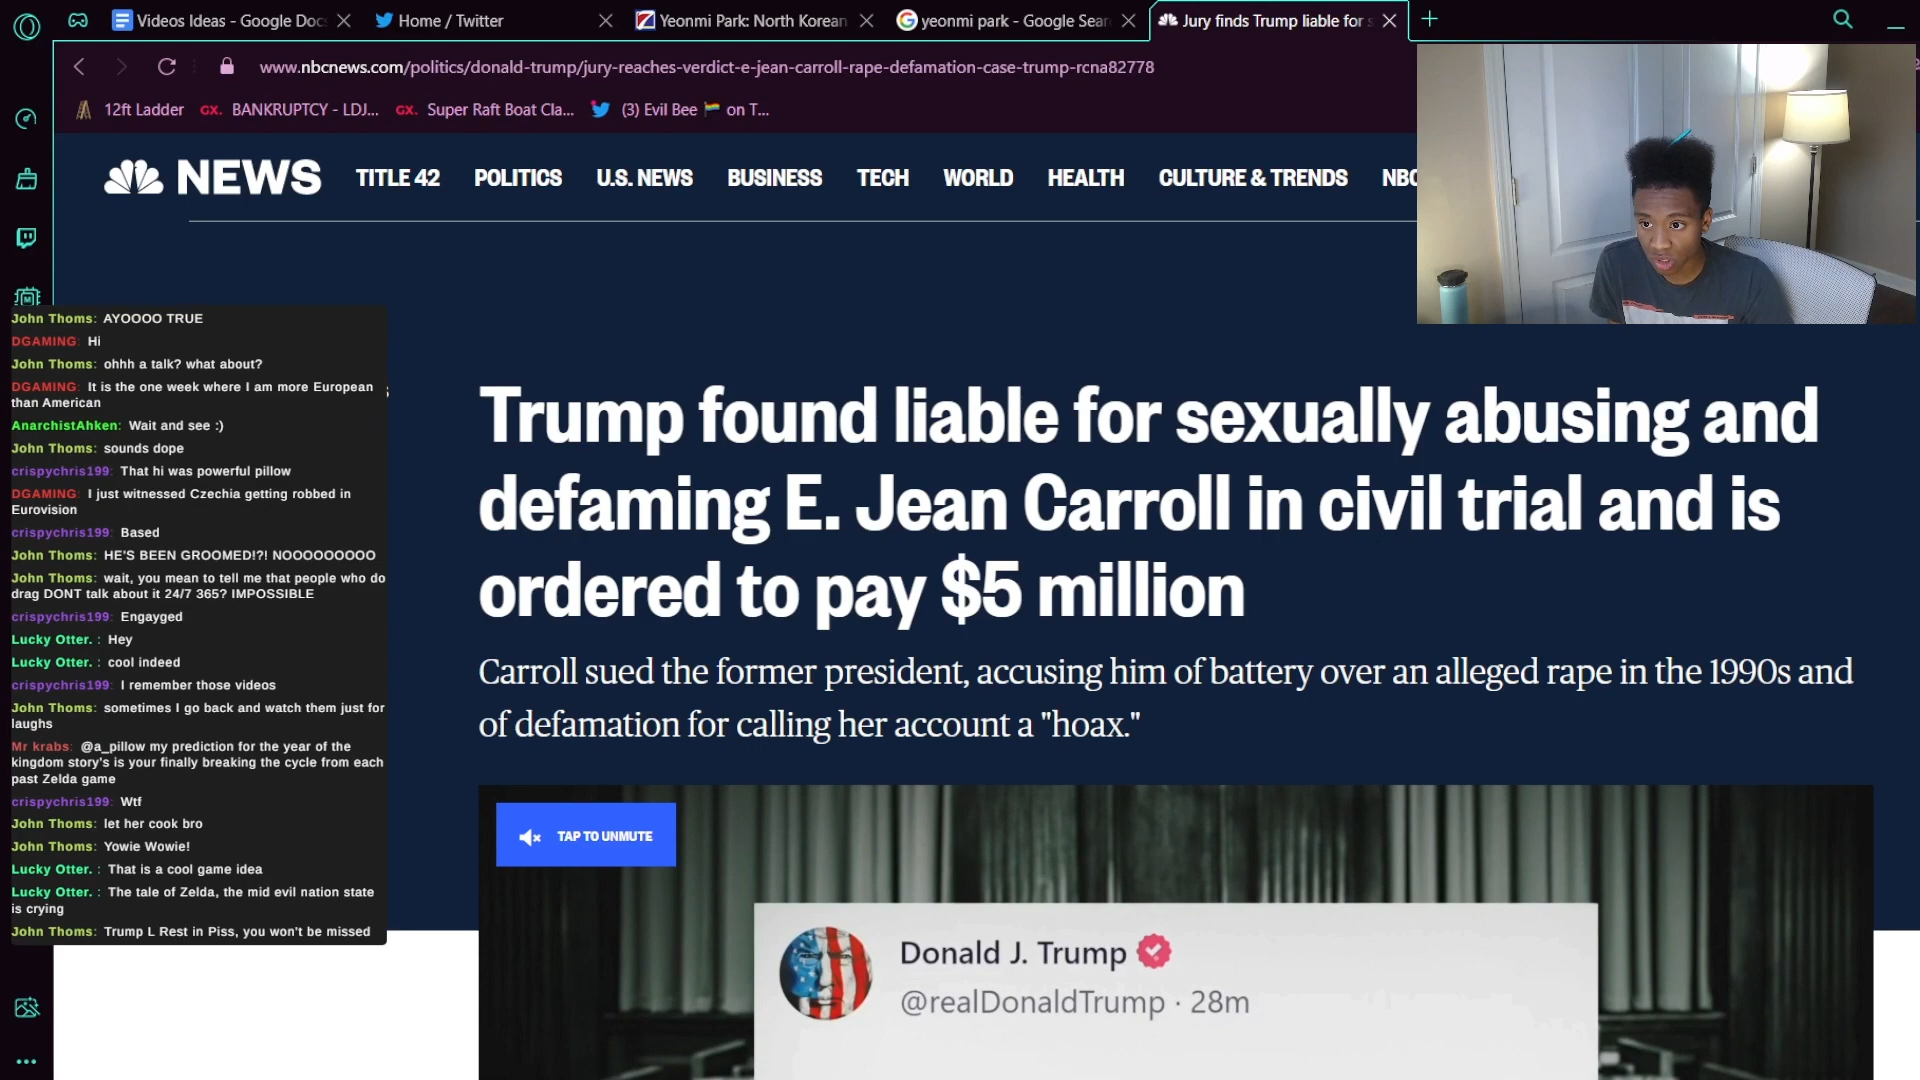 Videos Ideas - Google Doc
Home / Twitter
Yeonmi Park: North Korean
yeonmi park - Google Sear
Jury finds Trump liable for s
www.nbcnews.com/politics/donald-trump/jury-reaches-verdict-e-jean-carroll-rape-defamation-case-trump-rcna82778
12ft Ladder
GX. BANKRUPTCY - LDJ...
GX. Super Raft Boat Cla...
(3) Evil Bee 🏳️‍🌈 on T...
NEWS
TITLE 42
POLITICS
U.S. NEWS
BUSINESS
TECH
WORLD
HEALTH
CULTURE & TRENDS
NBC
John Thoms: AYOOOO TRUE
DGAMING: Hi
John Thoms: ohhh a talk? what about?
DGAMING: It is the one week where I am more European
than American
AnarchistAhken: Wait and see :)
John Thoms: sounds dope
crispychris199: That hi was powerful pillow
DGAMING: I just witnessed Czechia getting robbed in
Eurovision
crispychris199: Based
John Thoms: HE'S BEEN GROOMED!?! NOOOOOOOOO
John Thoms: wait, you mean to tell me that people who do
drag DONT talk about it 24/7 365? IMPOSSIBLE
crispychris199: Engayged
Lucky Otter. : Hey
Lucky Otter. : cool indeed
crispychris199: I remember those videos
John Thoms: sometimes I go back and watch them just for
laughs
Mr krabs: @a_pillow my prediction for the year of the
kingdom story's is your finally breaking the cycle from each
past Zelda game
crispychris199: Wtf
John Thoms: let her cook bro
John Thoms: Yowie Wowie!
Lucky Otter. : That is a cool game idea
Lucky Otter. : The tale of Zelda, the mid evil nation state
is crying
John Thoms: Trump L Rest in Piss, you won't be missed
Trump found liable for sexually abusing and
defaming E. Jean Carroll in civil trial and is
ordered to pay $5 million
Carroll sued the former president, accusing him of battery over an alleged rape in the 1990s and
of defamation for calling her account a "hoax."
TAP TO UNMUTE
Donald J. Trump
@realDonaldTrump · 28m